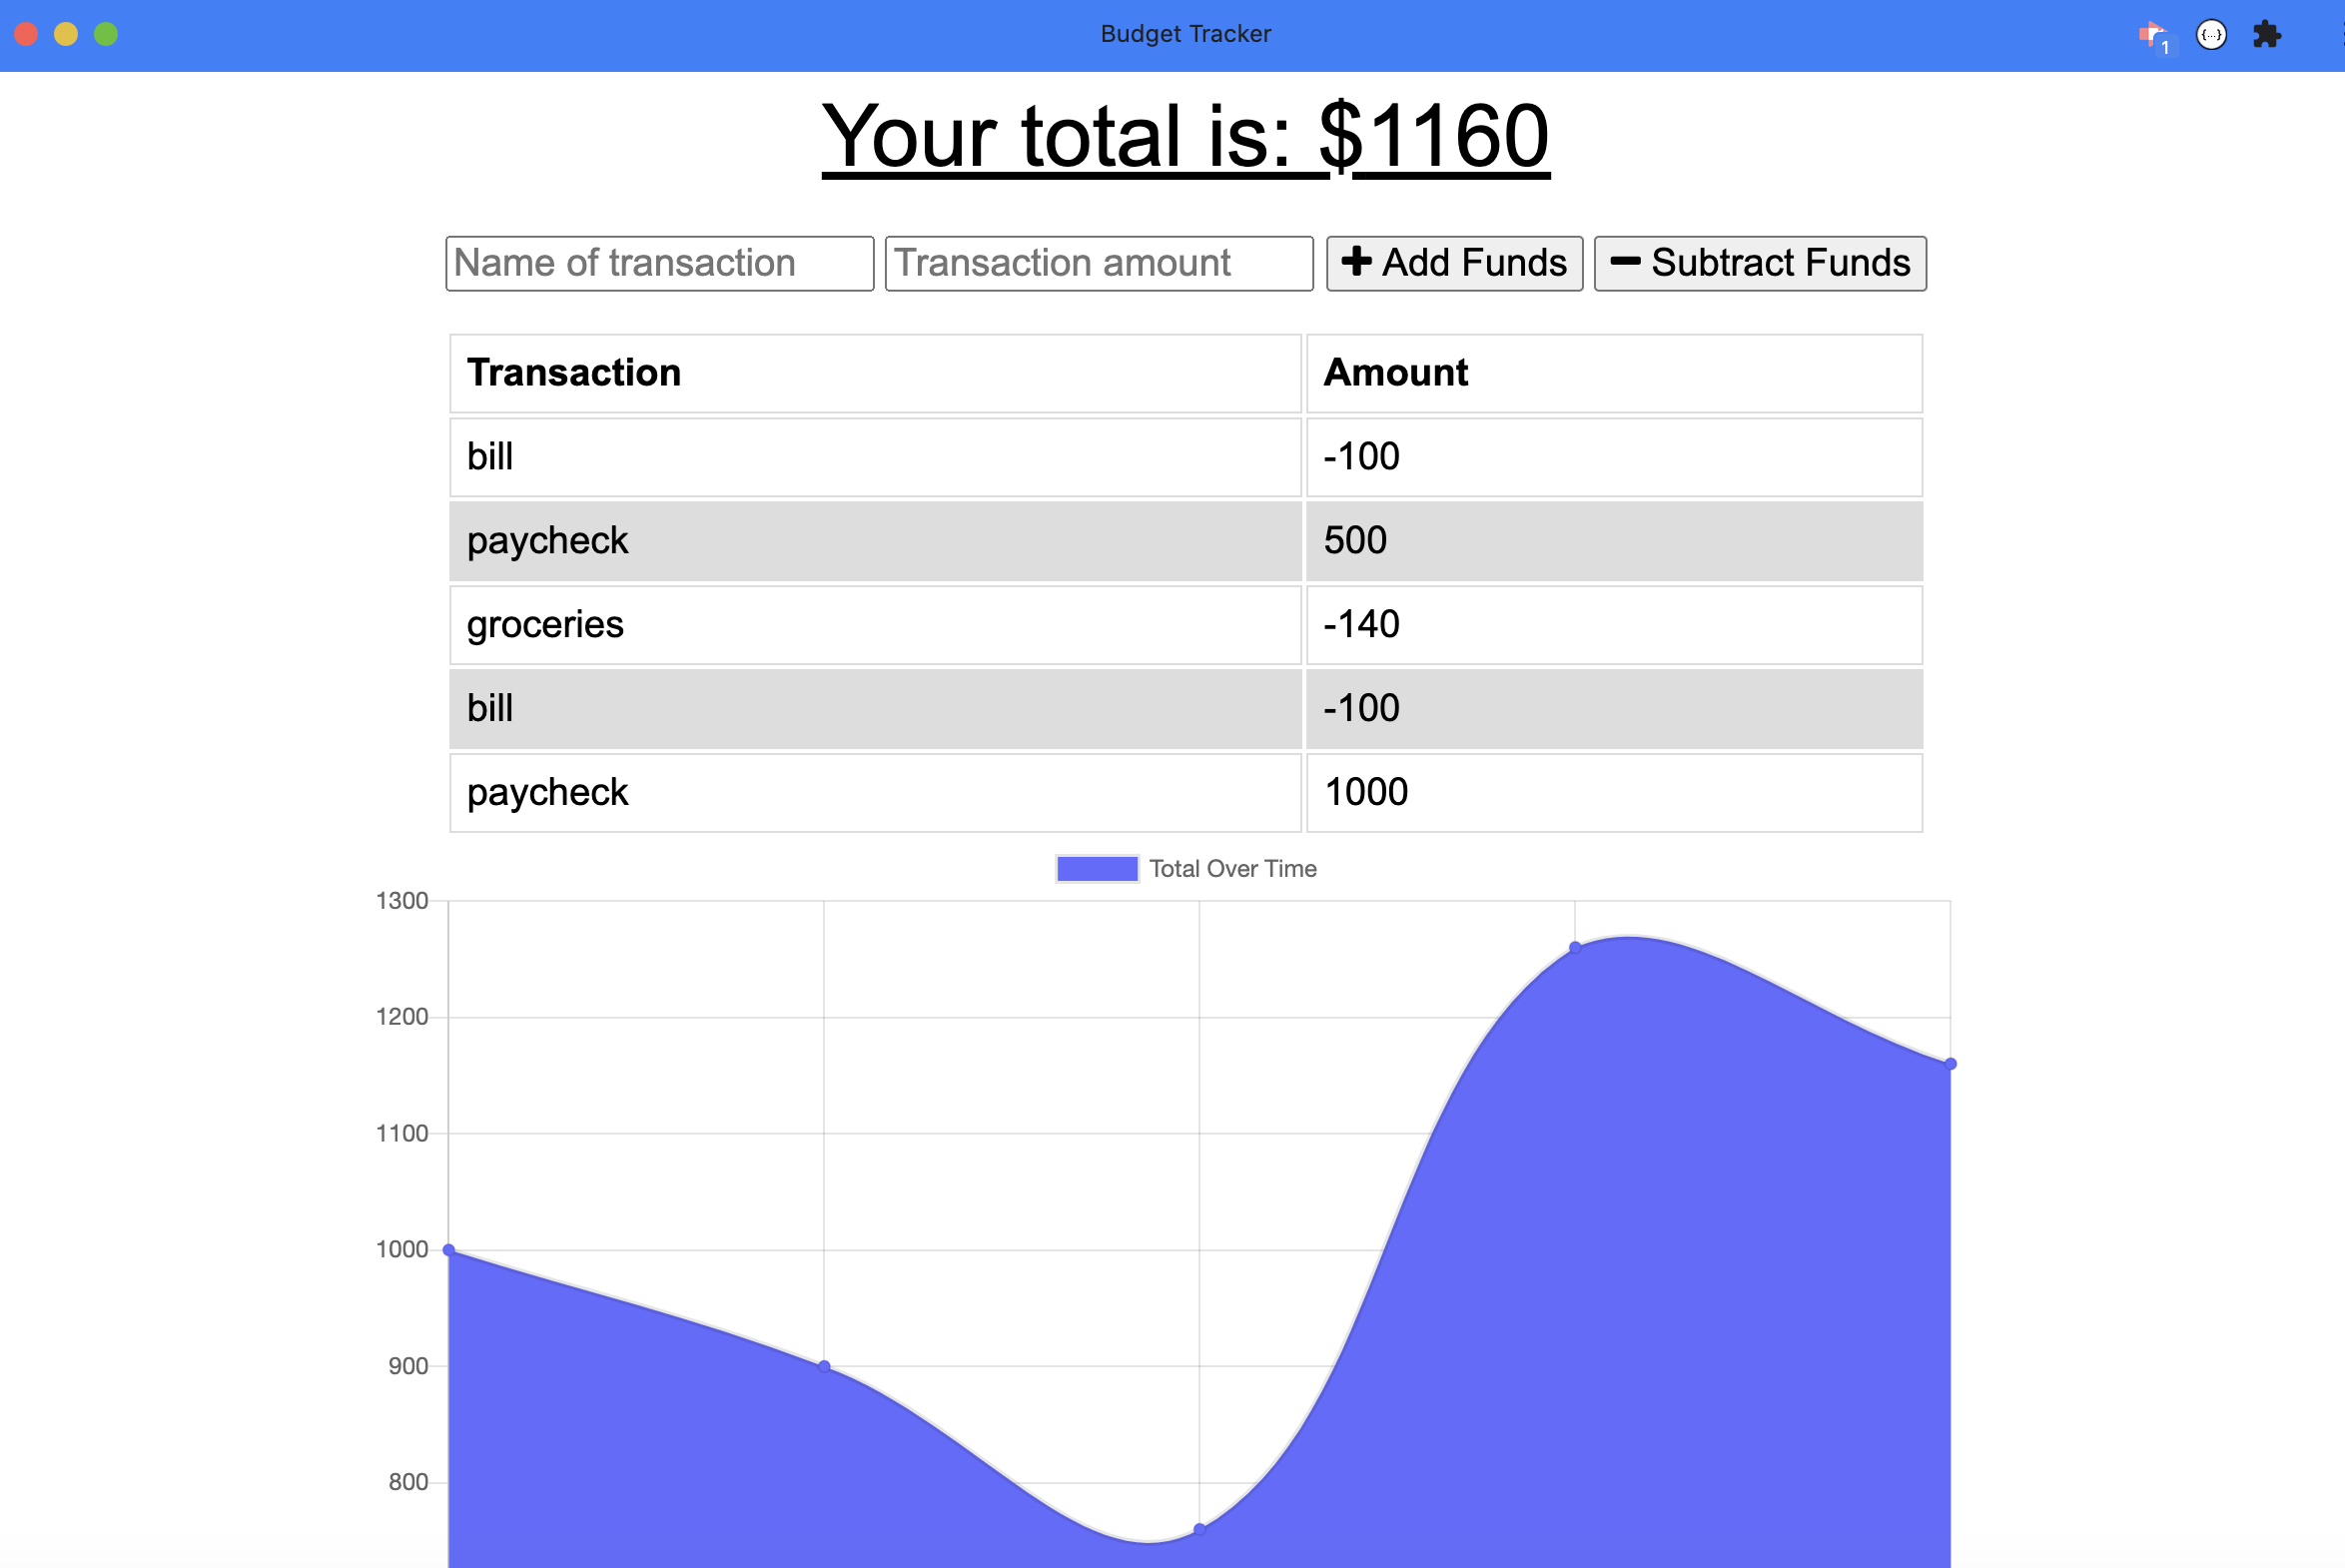 Budget Tracker
1
{...}
Your total is: $1160
Name of transaction Transaction amount Add Funds Subtract Funds
Transaction Amount
bill -100
paycheck 500
groceries -140
bill -100
paycheck 1000
Total Over Time
1300
1200
1100
1000
900
800